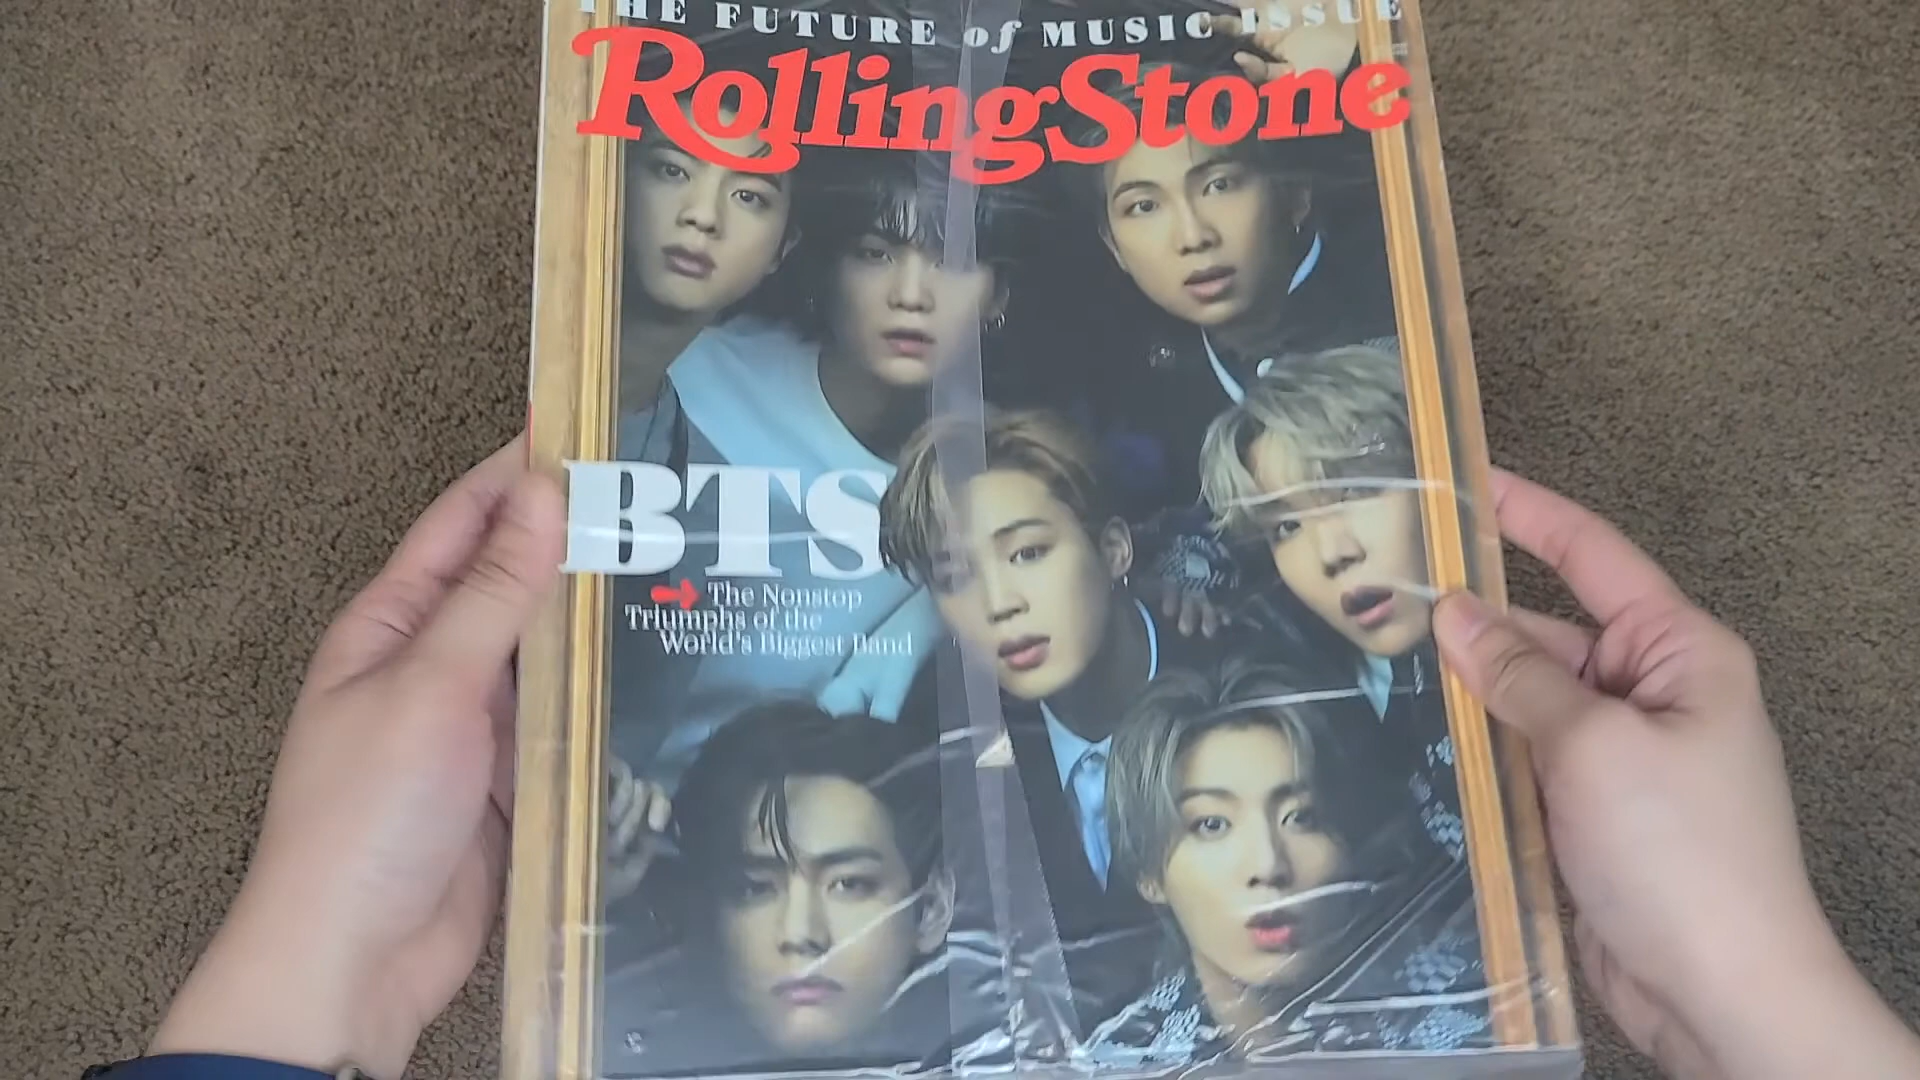 THE FUTURE of MUSIC ISSUE
RollingStone
BTS
The Nonstop
Triumphs of the
World's Biggest Band